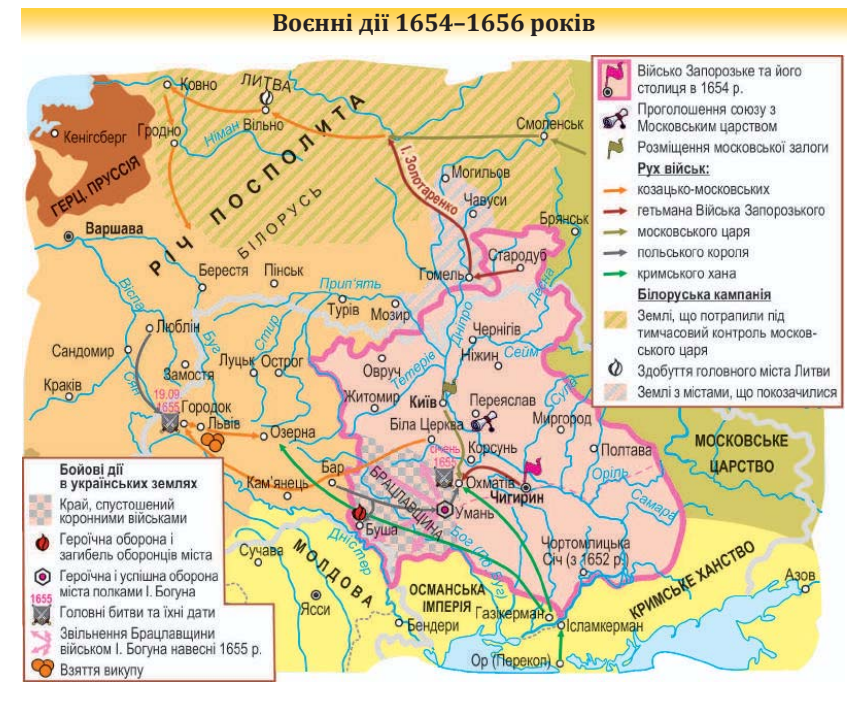 Воєнні дії 1654–1656 років
Військо Запорозьке та його
столиця в 1654 р.
Проголошення союзу з
Московським царством
Розміщення московської залоги
Рух військ:
козацько-московських
гетьмана Війська Запорозького
московського царя
польського короля
кримського хана
Білоруська кампанія
Землі, що потрапили під
тимчасовий контроль москов-
ського царя
Здобуття головного міста Литви
Землі з містами, що покозачилися
Ковно
ЛИТВА
Вільно
Німан
Гродно
Кенігсберг
ГЕРЦ. ПРУССІЯ
РІЧ ПОСПОЛИТА
БІЛОРУСЬ
Смоленськ
І. Золотаренко
Могильов
Чавуси
Брянськ
Варшава
Стародуб
Гомель
Десна
Берестя
Пінськ
Прип'ять
Турів
Мозир
Дніпро
Вісла
Буг
Стир
Чернігів
Люблін
Ніжин
Сейм
Сандомир
Замостя
Луцьк
Острог
Овруч
Тетерів
Краків
Сян
19.09
1655
Городок
Львів
Житомир
Київ
Переяслав
Сула
Миргород
Озерна
Біла Церква
Корсунь
Полтава
МОСКОВСЬКЕ
ЦАРСТВО
січень
1655
Кам'янець
Бар
БРАЦЛАВЩИНА
Охматів
Чигирин
Оріль
Самара
Умань
Буша
Бог (Пд. Буг)
Чортомлицька
Січ (з 1652 р.)
Сучава
МОЛДОВА
Дністер
Ясси
ОСМАНСЬКА
ІМПЕРІЯ
Бендери
Газікерман
Ісламкерман
КРИМСЬКЕ ХАНСТВО
Азов
Ор (Перекоп)
Бойові дії
в українських землях
Край, спустошений
коронними військами
Героїчна оборона і
загибель оборонців міста
Героїчна і успішна оборона
міста полками І. Богуна
1655
Головні битви та їхні дати
Звільнення Брацлавщини
військом І. Богуна навесні 1655 р.
Взяття викупу